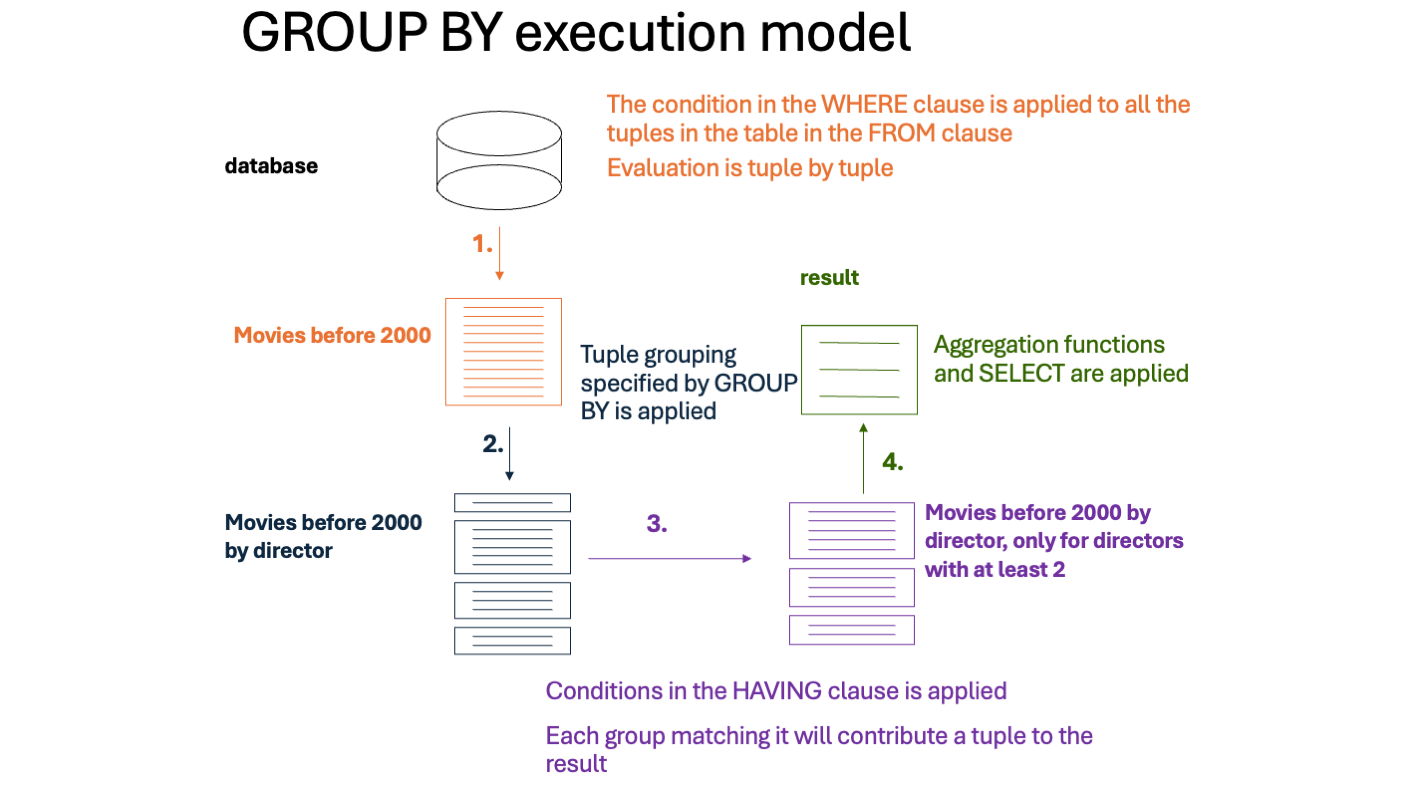 GROUP BY execution model
The condition in the WHERE clause is applied to all the
tuples in the table in the FROM clause
Evaluation is tuple by tuple
database
1.
result
Movies before 2000
Tuple grouping
specified by GROUP
BY is applied
Aggregation functions
and SELECT are applied
2.
4.
Movies before 2000
by director
3.
Movies before 2000 by
director, only for directors
with at least 2
Conditions in the HAVING clause is applied
Each group matching it will contribute a tuple to the
result